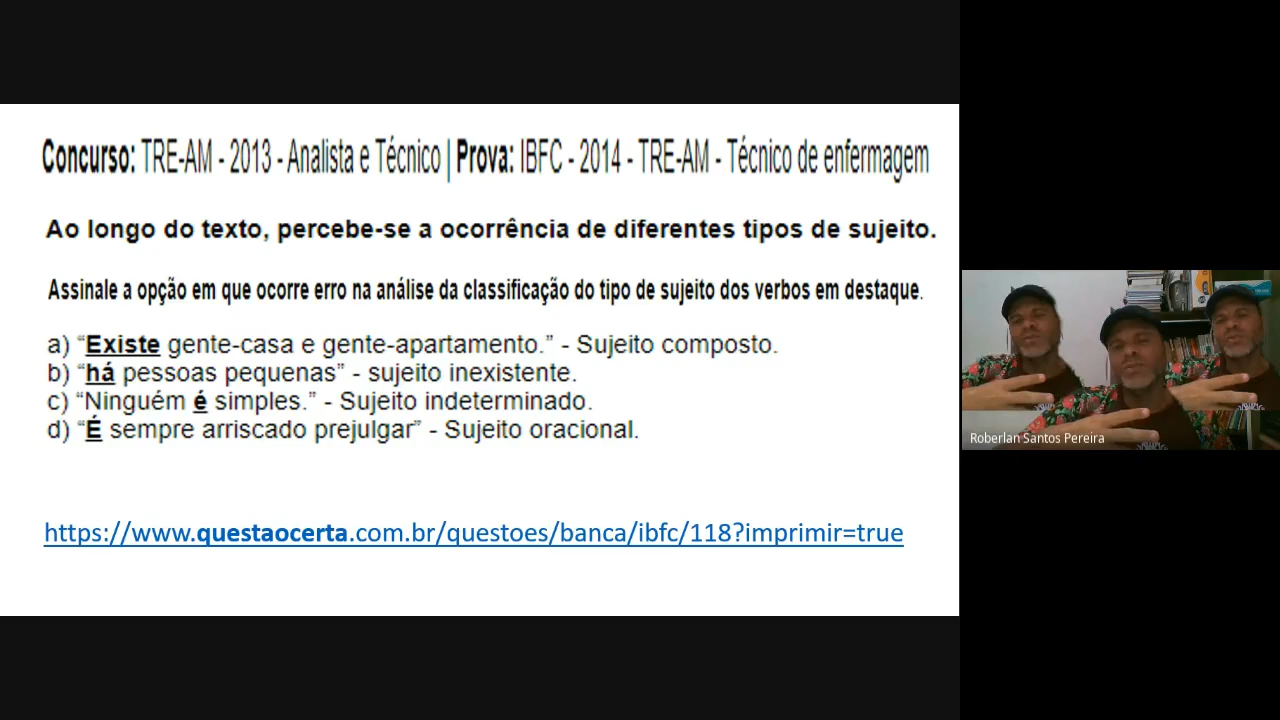 Concurso: TRE-AM - 2013 - Analista e Técnico | Prova: IBFC - 2014 - TRE-AM - Técnico de enfermagem
Ao longo do texto, percebe-se a ocorrência de diferentes tipos de sujeito.
Assinale a opção em que ocorre erro na análise da classificação do tipo de sujeito dos verbos em destaque.
a) “Existe gente-casa e gente-apartamento.” - Sujeito composto.
b) “há pessoas pequenas” - sujeito inexistente.
c) “Ninguém é simples.” - Sujeito indeterminado.
d) “É sempre arriscado prejulgar” - Sujeito oracional.
https://www.questaocerta.com.br/questoes/banca/ibfc/118?imprimir=true
Roberlan Santos Pereira